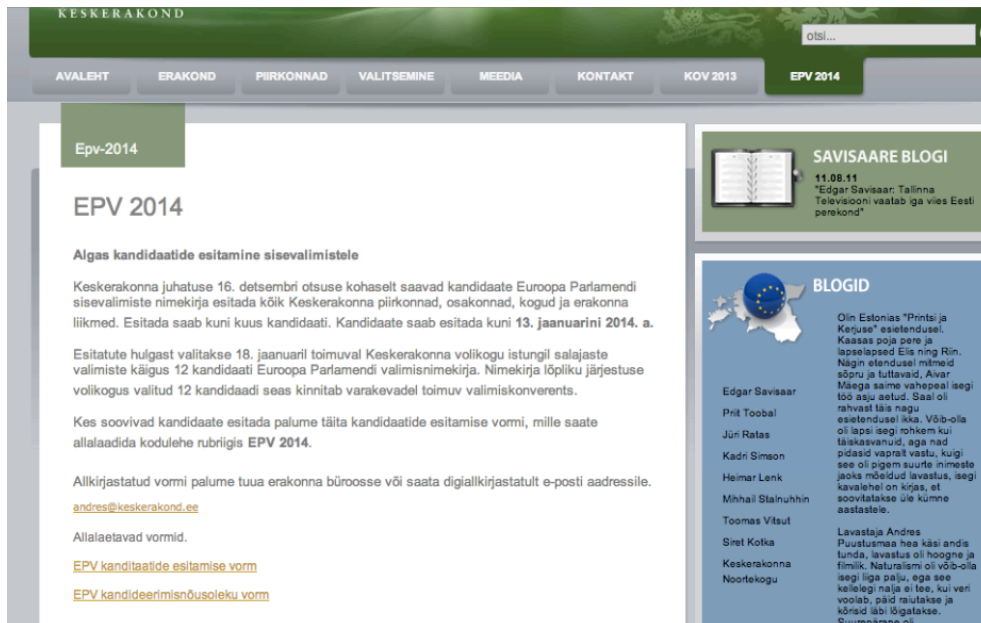 KESKERAKOND
otsi...
AVALEHT ERAKOND PIIRKONNAD VALITSEMINE MEEDIA KONTAKT KOV 2013 EPV 2014
Epv-2014
EPV 2014
Algas kandidaatide esitamine sisevalimistele
Keskerakonna juhatuse 16. detsembri otsuse kohaselt saavad kandidaate Euroopa Parlamendi
sisevalimiste nimekirja esitada kõik Keskerakonna piirkonnad, osakonnad, kogud ja erakonna
liikmed. Esitada saab kuni kuus kandidaati. Kandidaate saab esitada kuni 13. jaanuarini 2014. a.
Esitatute hulgast valitakse 18. jaanuaril toimuval Keskerakonna volikogu istungil salajaste
valimiste käigus 12 kandidaati Euroopa Parlamendi valimisnimekirja. Nimekirja lõpliku järjestuse
volikogus valitud 12 kandidaadi seas kinnitab varakevadel toimuv valimiskonverents.
Kes soovivad kandidaate esitada palume täita kandidaatide esitamise vormi, mille saate
allalaadida kodulehe rubriigis EPV 2014.
Allkirjastatud vormi palume tuua erakonna büroosse või saata digiallkirjastatult e-posti aadressile.
andres@keskerakond.ee
Allalaetavad vormid.
EPV kanditaatide esitamise vorm
EPV kandideerimisnõusoleku vorm
SAVISAARE BLOGI
11.08.11
"Edgar Savisaar: Tallinna
Televisiooni vaatab iga viies Eesti
perekond"
BLOGID
Edgar Savisaar
Priit Toobal
Jüri Ratas
Kadri Simson
Heimar Lenk
Mihhail Stalnuhhin
Toomas Vitsut
Siret Kotka
Keskerakonna
Noortekogu
Olin Estonias "Printsi ja
Kerjuse" esietendusel.
Kaasas poja pere ja
lapselapsed Elis ning Riin.
Nägin etendusel mitmeid
sõpru ja tuttavaid, Aivar
Mäega saime vahepeal isegi
töö asju aetud. Saal oli
rahvast täis nagu
esietendusel ikka. Võib-olla
oli lapsi isegi rohkem kui
täiskasvanuid, aga nad
pidasid vapralt vastu, kuigi
see oli pigem suurte inimeste
jaoks mõeldud lavastus, isegi
kavalehel on kirjas, et
soovitatakse üle kümne
aastastele.
Lavastaja Andres
Puustusmaa hea käsi andis
tunda, lavastus oli hoogne ja
filmilik. Naturalismi oli võib-olla
isegi liiga palju, ega see
kellelegi nalja ei tee, kui veri
voolab, päid raiutakse ja
kõrisid läbi lõigatakse.
Suurepärane oli